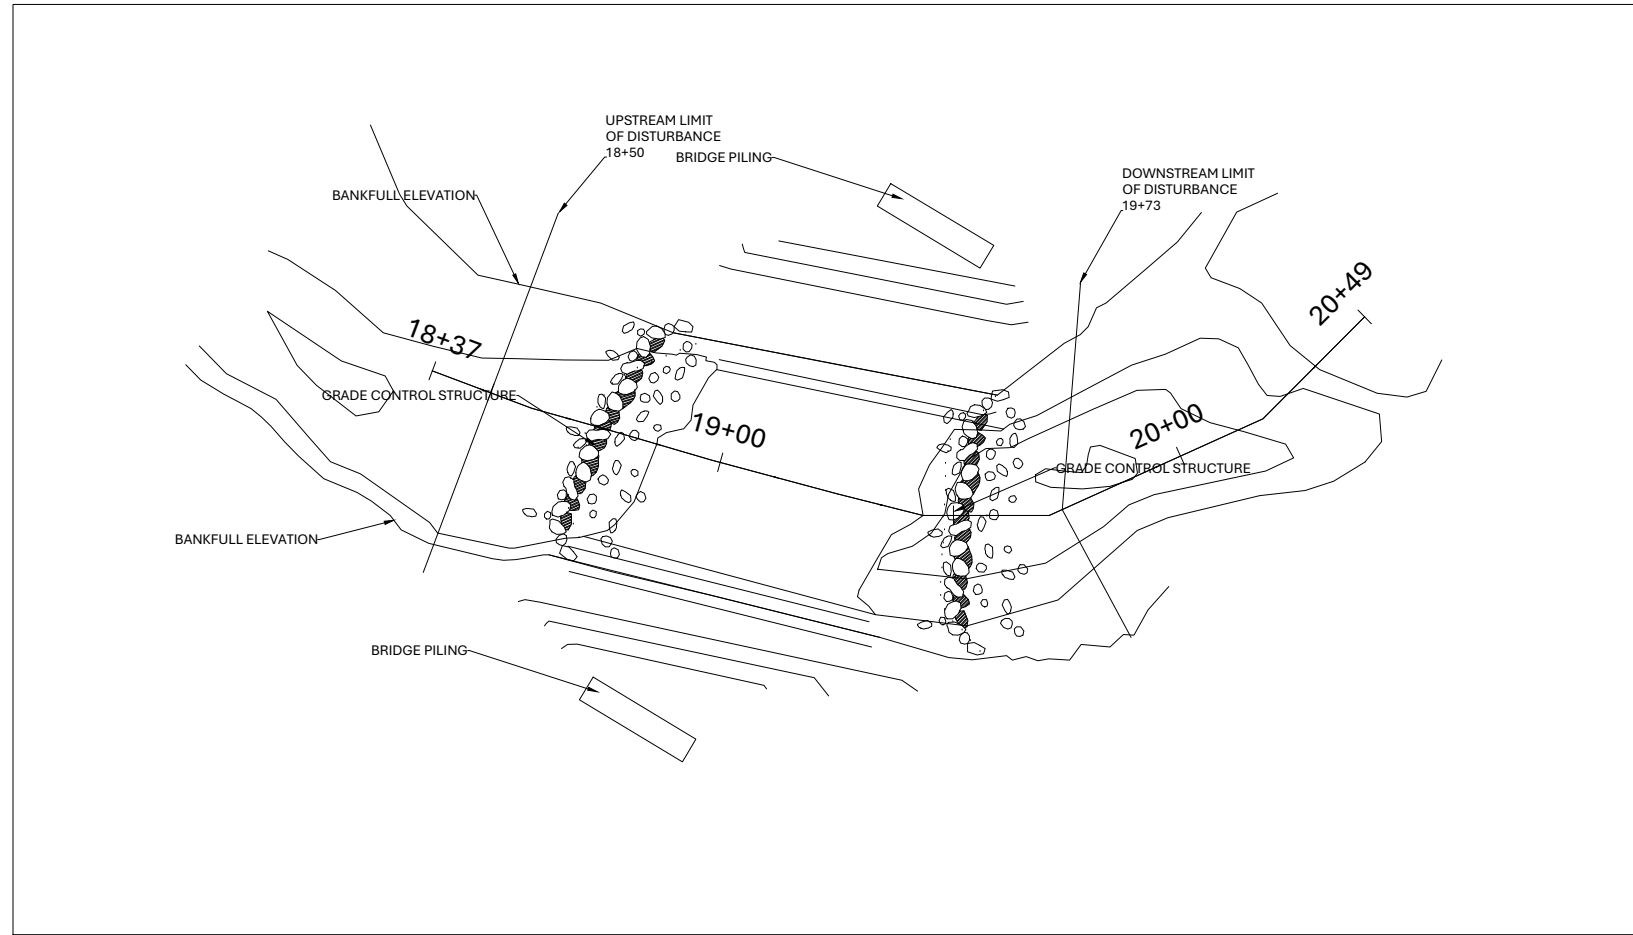 UPSTREAM LIMIT
OF DISTURBANCE
18+50
BRIDGE PILING
DOWNSTREAM LIMIT
OF DISTURBANCE
19+73
BANKFULL ELEVATION
20+49
18+37
GRADE CONTROL STRUCTURE
19+00
20+00
GRADE CONTROL STRUCTURE
BANKFULL ELEVATION
BRIDGE PILING